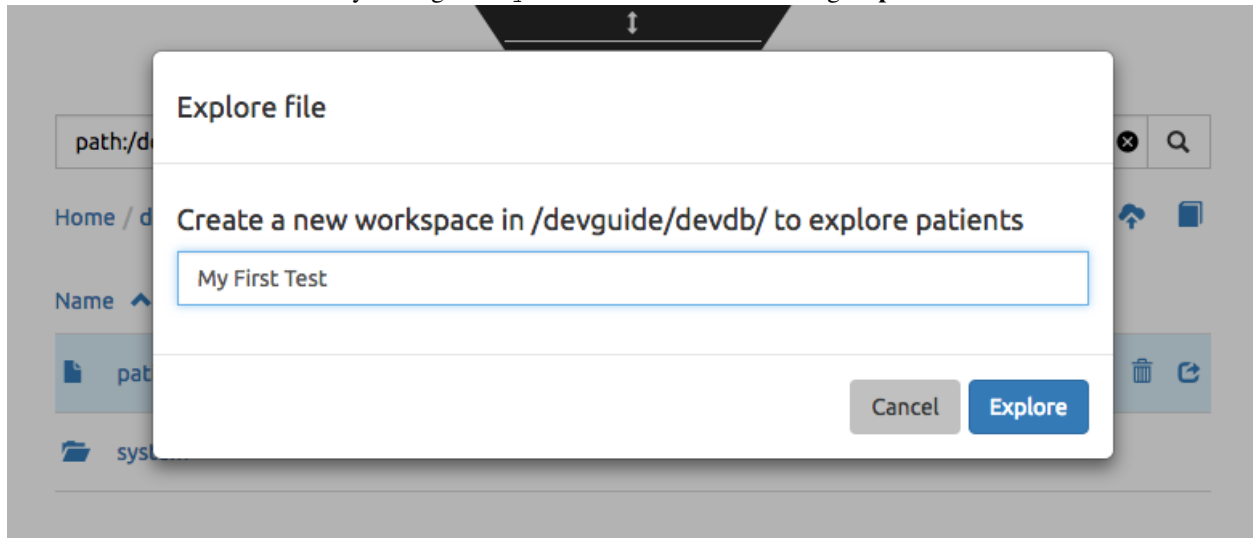 Explore file
path:/d
Home / d
Create a new workspace in /devguide/devdb/ to explore patients
My First Test
Name
pat
Cancel
Explore
syst